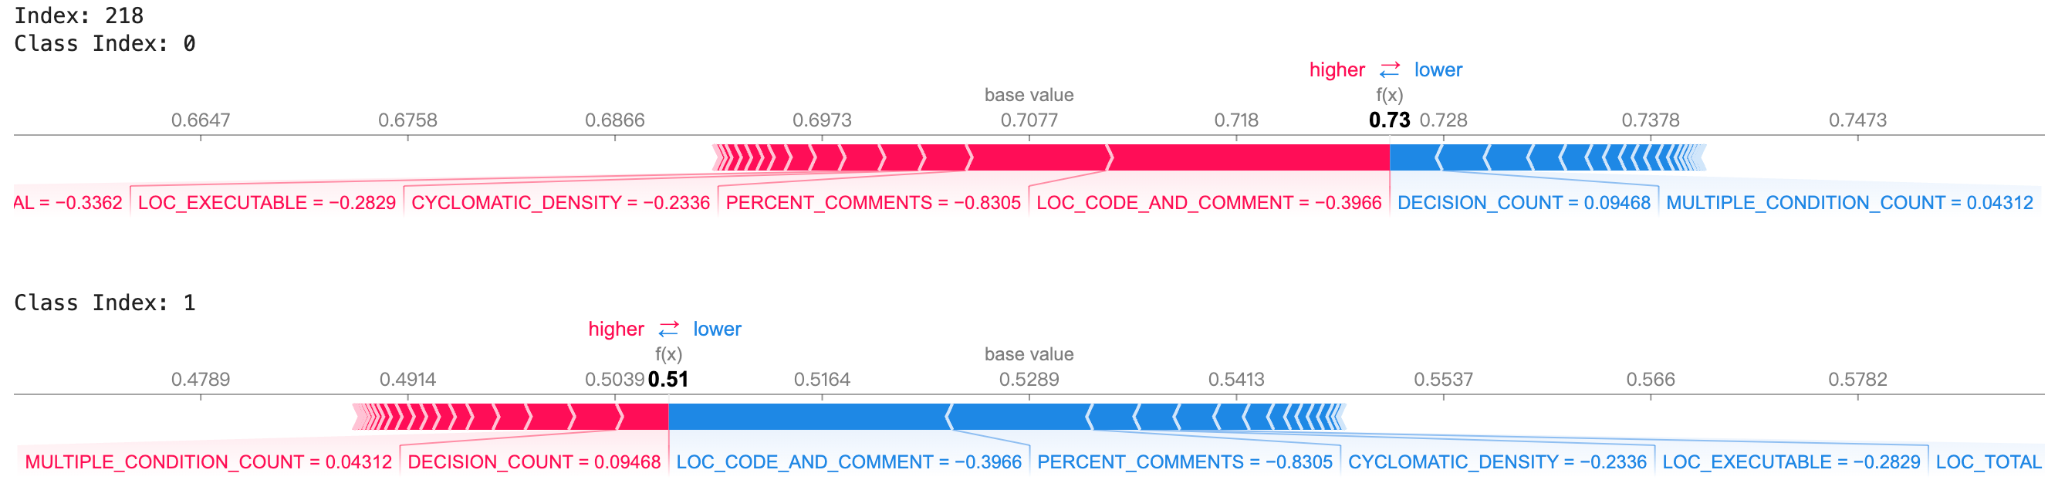 Index: 218
Class Index: 0
higher ⇄ lower
base value f(x)
0.6647 0.6758 0.6866 0.6973 0.7077 0.718 0.73 0.728 0.7378 0.7473
AL = −0.3362 LOC_EXECUTABLE = −0.2829 CYCLOMATIC_DENSITY = −0.2336 PERCENT_COMMENTS = −0.8305 LOC_CODE_AND_COMMENT = −0.3966 DECISION_COUNT = 0.09468 MULTIPLE_CONDITION_COUNT = 0.04312
Class Index: 1
higher ⇄ lower
f(x) base value
0.4789 0.4914 0.5039 0.51 0.5164 0.5289 0.5413 0.5537 0.566 0.5782
MULTIPLE_CONDITION_COUNT = 0.04312 DECISION_COUNT = 0.09468 LOC_CODE_AND_COMMENT = −0.3966 PERCENT_COMMENTS = −0.8305 CYCLOMATIC_DENSITY = −0.2336 LOC_EXECUTABLE = −0.2829 LOC_TOTAL